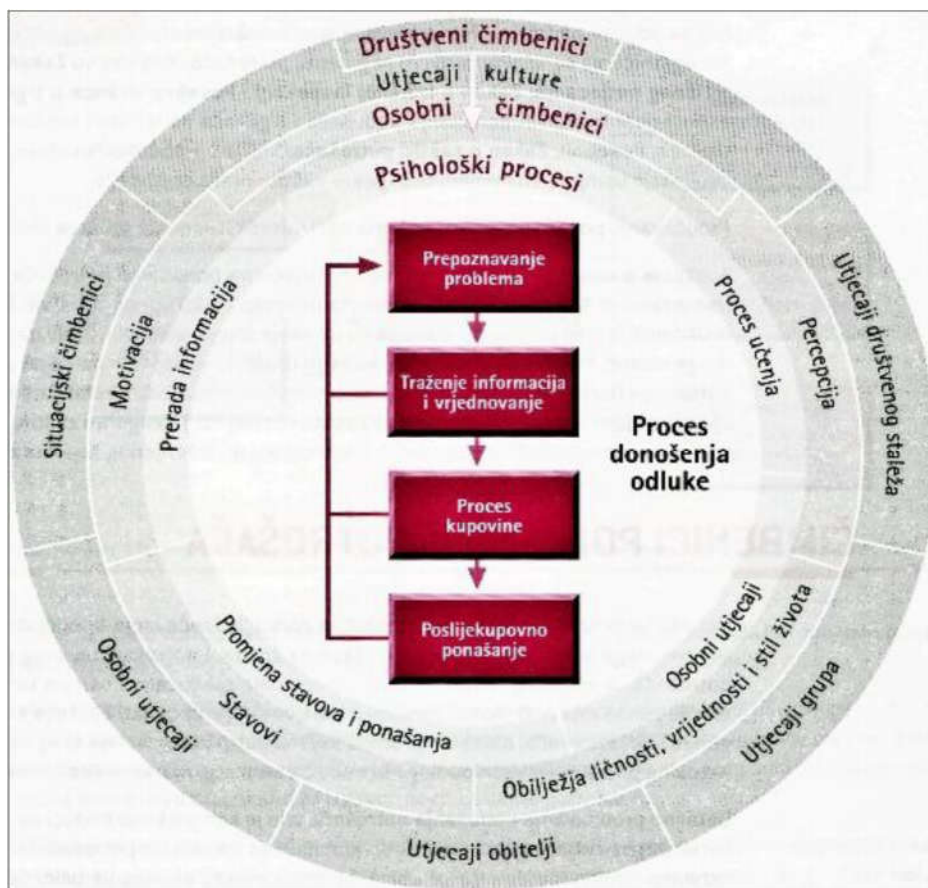 Društveni čimbenici
Utjecaji kulture
Osobni čimbenici
Psihološki procesi
Situacijski čimbenici
Motivacija
Prerada informacija
Prepoznavanje
problema
Traženje informacija
i vrjednovanje
Proces
kupovine
Poslijekupovno
ponašanje
Proces
donošenja
odluke
Proces učenja
Percepcija
Utjecaji društvenog staleža
Osobni utjecaji
Stavovi
Promjena stavova i ponašanja
Osobni utjecaji
Obilježja ličnosti, vrijednosti i stil života
Utjecaji grupa
Utjecaji obitelji